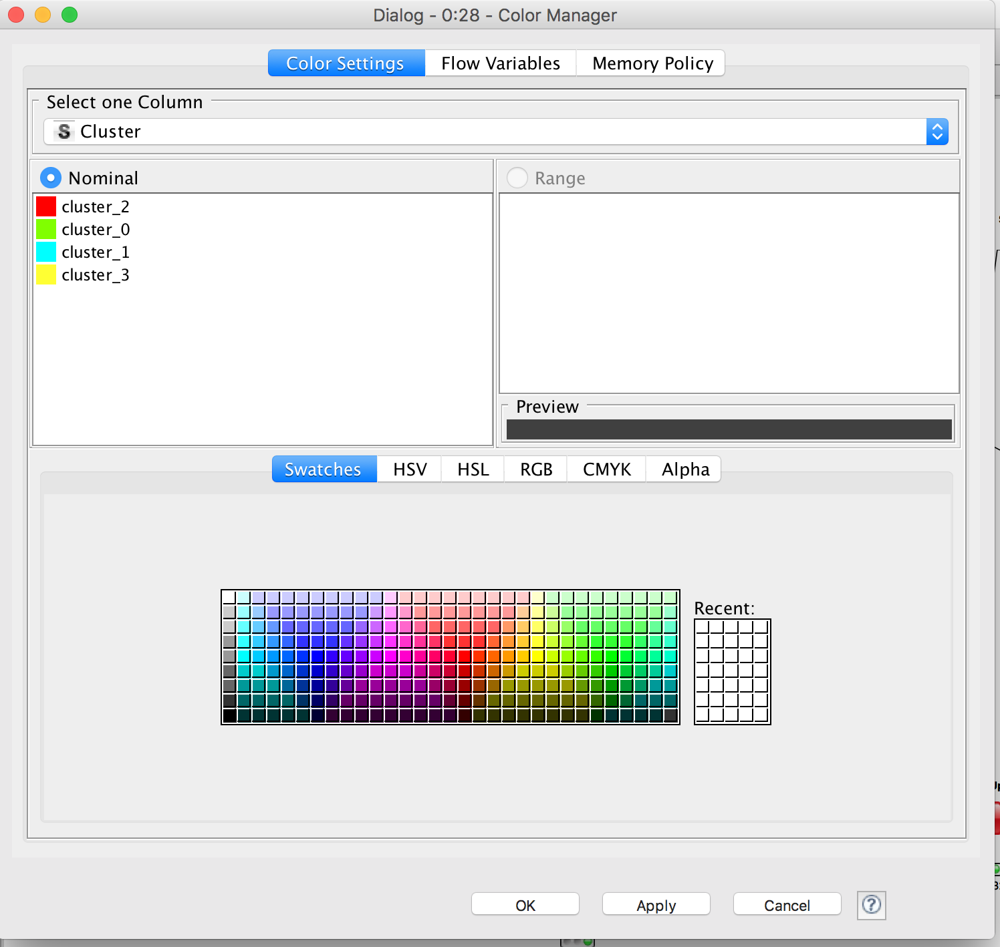 Dialog - 0:28 - Color Manager
Color Settings Flow Variables Memory Policy
Select one Column
S Cluster
Nominal
Range
cluster_2
cluster_0
cluster_1
cluster_3
Preview
Swatches HSV HSL RGB CMYK Alpha
Recent:
OK Apply Cancel ?